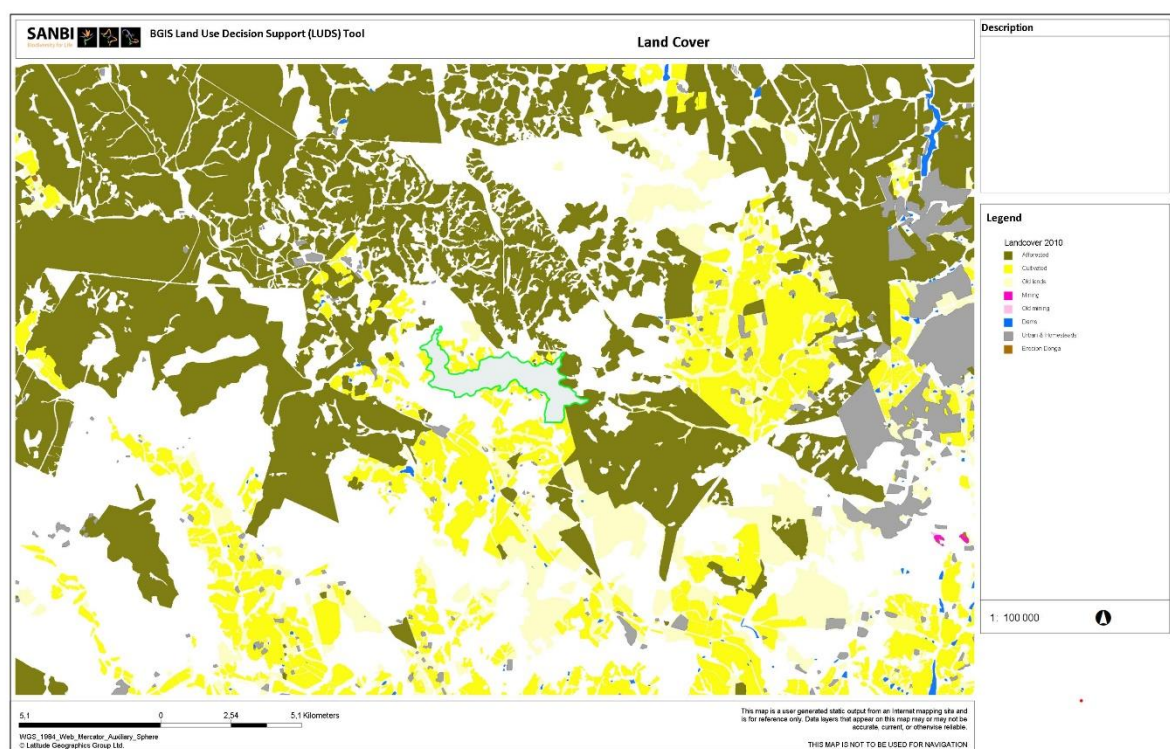 SANBI
Biodiversity for Life
BGIS Land Use Decision Support (LUDS) Tool
Land Cover
Description
Legend
Landcover 2010
Afforested
Cultivated
Old lands
Mining
Old mining
Dams
Urban & Homesteads
Erosion Donga
1: 100 000
5,1
0
2,54
5,1 Kilometers
WGS_1984_Web_Mercator_Auxiliary_Sphere
© Latitude Geographics Group Ltd.
This map is a user generated static output from an Internet mapping site and
is for reference only. Data layers that appear on this map may or may not be
accurate, current, or otherwise reliable.
THIS MAP IS NOT TO BE USED FOR NAVIGATION